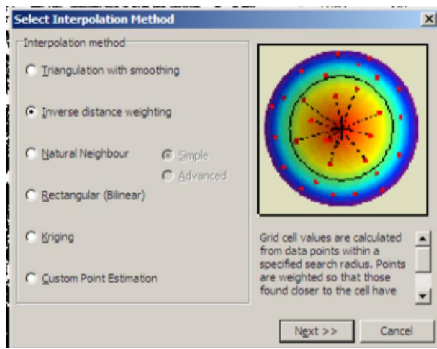 Select Interpolation Method
Interpolation method
Triangulation with smoothing
Inverse distance weighting
Natural Neighbour
Simple
Advanced
Rectangular (Bilinear)
Kriging
Custom Point Estimation
Grid cell values are calculated
from data points within a
specified search radius. Points
are weighted so that those
found closer to the cell have
Next >>
Cancel